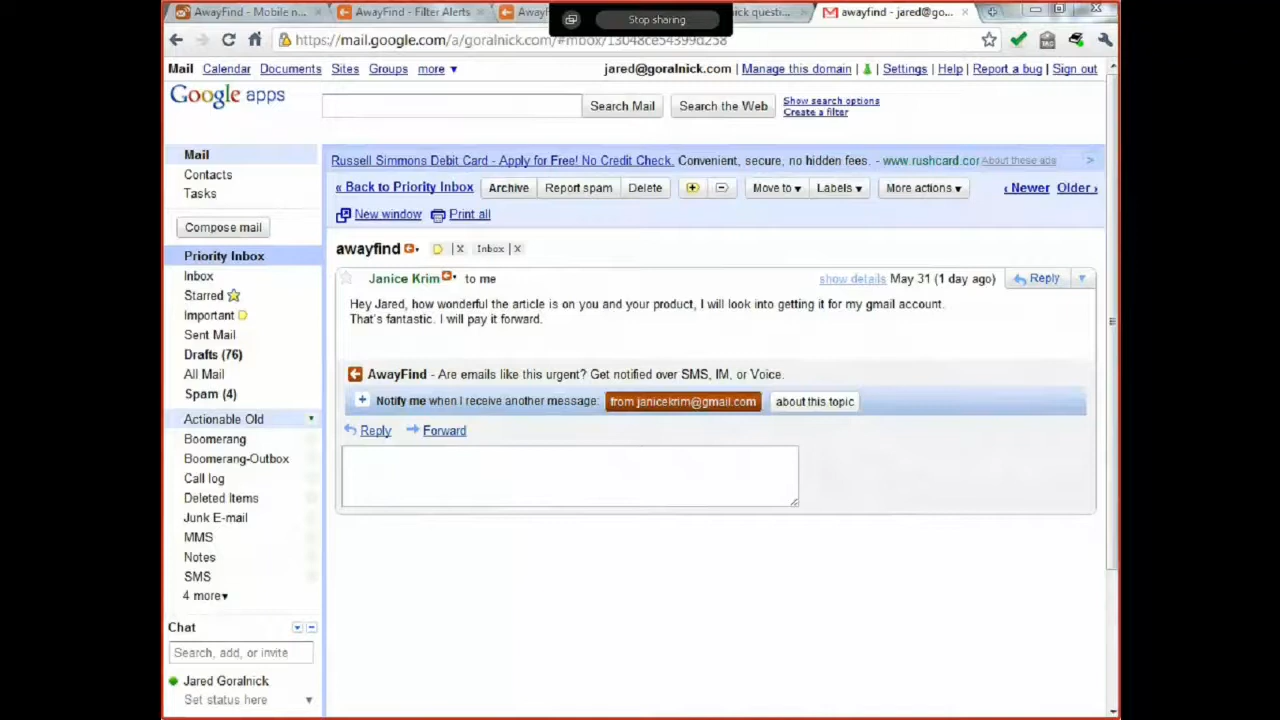 AwayFind - Mobile n... AwayFind - Filter Alerts Stop sharing awayfind - jared@go...
https://mail.google.com/a/goralnick.com/#mbox/13048ce54399d258
Mail Calendar Documents Sites Groups more ▼ jared@goralnick.com | Manage this domain | Settings | Help | Report a bug | Sign out
Google apps
Search Mail Search the Web
Show search options
Create a filter
Mail
Contacts
Tasks
Compose mail
Priority Inbox
Inbox
Starred
Important
Sent Mail
Drafts (76)
All Mail
Spam (4)
Actionable Old
Boomerang
Boomerang-Outbox
Call log
Deleted Items
Junk E-mail
MMS
Notes
SMS
4 more▼
Chat
Search, add, or invite
Jared Goralnick
Set status here
Russell Simmons Debit Card - Apply for Free! No Credit Check. Convenient, secure, no hidden fees. - www.rushcard.cor About these ads >
« Back to Priority Inbox Archive Report spam Delete Move to ▼ Labels ▼ More actions ▼ ‹ Newer Older ›
New window Print all
awayfind | X Inbox | X
Janice Krim to me show details May 31 (1 day ago) Reply
Hey Jared, how wonderful the article is on you and your product, I will look into getting it for my gmail account.
That's fantastic. I will pay it forward.
AwayFind - Are emails like this urgent? Get notified over SMS, IM, or Voice.
+ Notify me when I receive another message: from janicekrim@gmail.com about this topic
Reply Forward